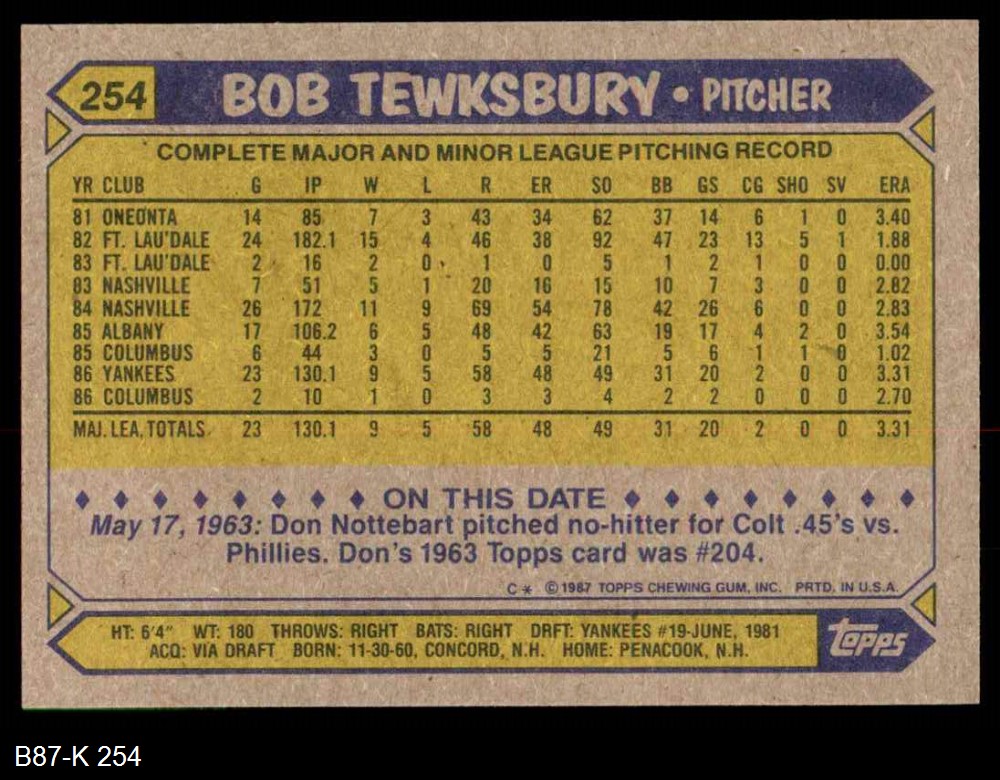 254 BOB TEWKSBURY • PITCHER
COMPLETE MAJOR AND MINOR LEAGUE PITCHING RECORD
YR CLUB G IP W L R ER SO BB GS CG SHO SV ERA
81 ONEONTA 14 85 7 3 43 34 62 37 14 6 1 0 3.40
82 FT. LAU'DALE 24 182.1 15 4 46 38 92 47 23 13 5 1 1.88
83 FT. LAU'DALE 2 16 2 0 1 0 5 1 2 1 0 0 0.00
83 NASHVILLE 7 51 5 1 20 16 15 10 7 3 0 0 2.82
84 NASHVILLE 26 172 11 9 69 54 78 42 26 6 0 0 2.83
85 ALBANY 17 106.2 6 5 48 42 63 19 17 4 2 0 3.54
85 COLUMBUS 6 44 3 0 5 5 21 5 6 1 1 0 1.02
86 YANKEES 23 130.1 9 5 58 48 49 31 20 2 0 0 3.31
86 COLUMBUS 2 10 1 0 3 3 4 2 2 0 0 0 2.70
MAJ. LEA. TOTALS 23 130.1 9 5 58 48 49 31 20 2 0 0 3.31
♦ ♦ ♦ ♦ ♦ ♦ ♦ ♦ ON THIS DATE ♦ ♦ ♦ ♦ ♦ ♦ ♦ ♦
May 17, 1963: Don Nottebart pitched no-hitter for Colt .45's vs.
Phillies. Don's 1963 Topps card was #204.
C* © 1987 TOPPS CHEWING GUM, INC. PRTD. IN U.S.A.
HT: 6'4" WT: 180 THROWS: RIGHT BATS: RIGHT DRFT: YANKEES #19-JUNE, 1981
ACQ: VIA DRAFT BORN: 11-30-60, CONCORD, N.H. HOME: PENACOOK, N.H.
TOPPS
B87-K 254